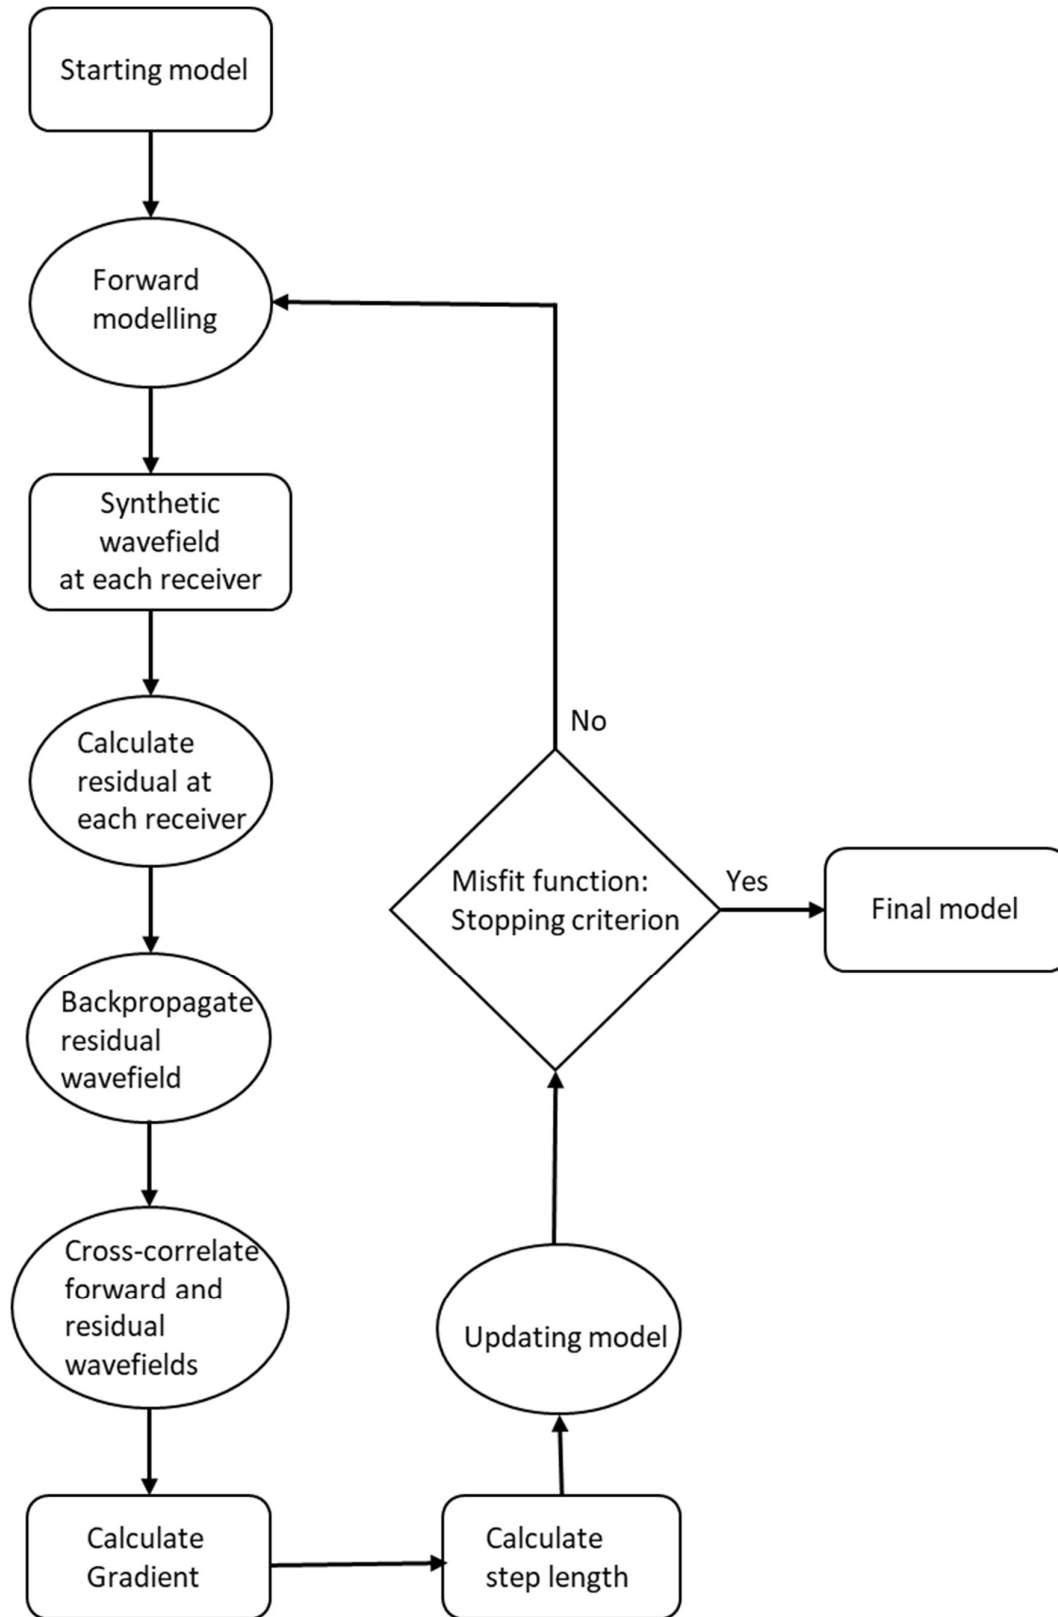 Starting model
Forward
modelling
Synthetic
wavefield
at each receiver
Calculate
residual at
each receiver
Backpropagate
residual
wavefield
Cross-correlate
forward and
residual
wavefields
Calculate
Gradient
Calculate
step length
Updating model
Misfit function:
Stopping criterion
No
Yes
Final model